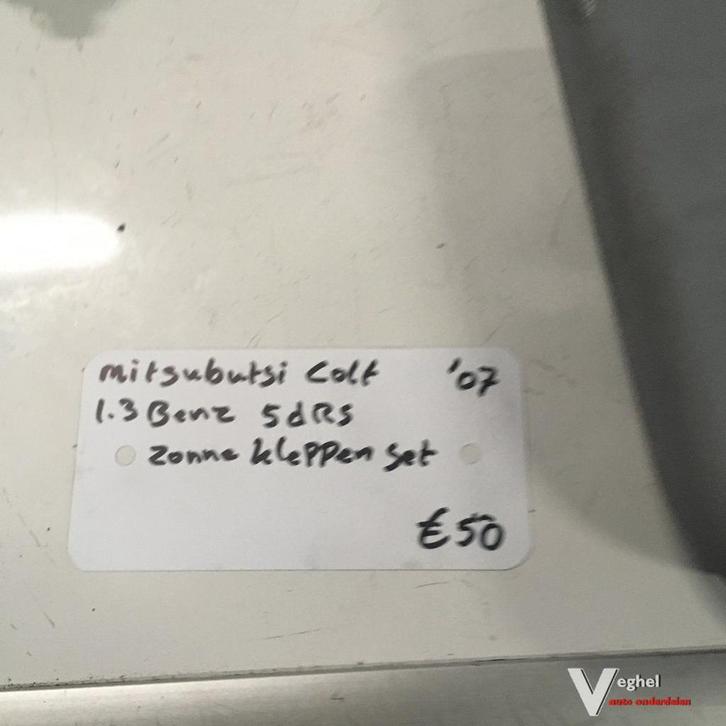 mitsubutsi Colt '07
1.3 Benz 5dRS
zonne kleppen set
€50
Veghel
auto onderdelen